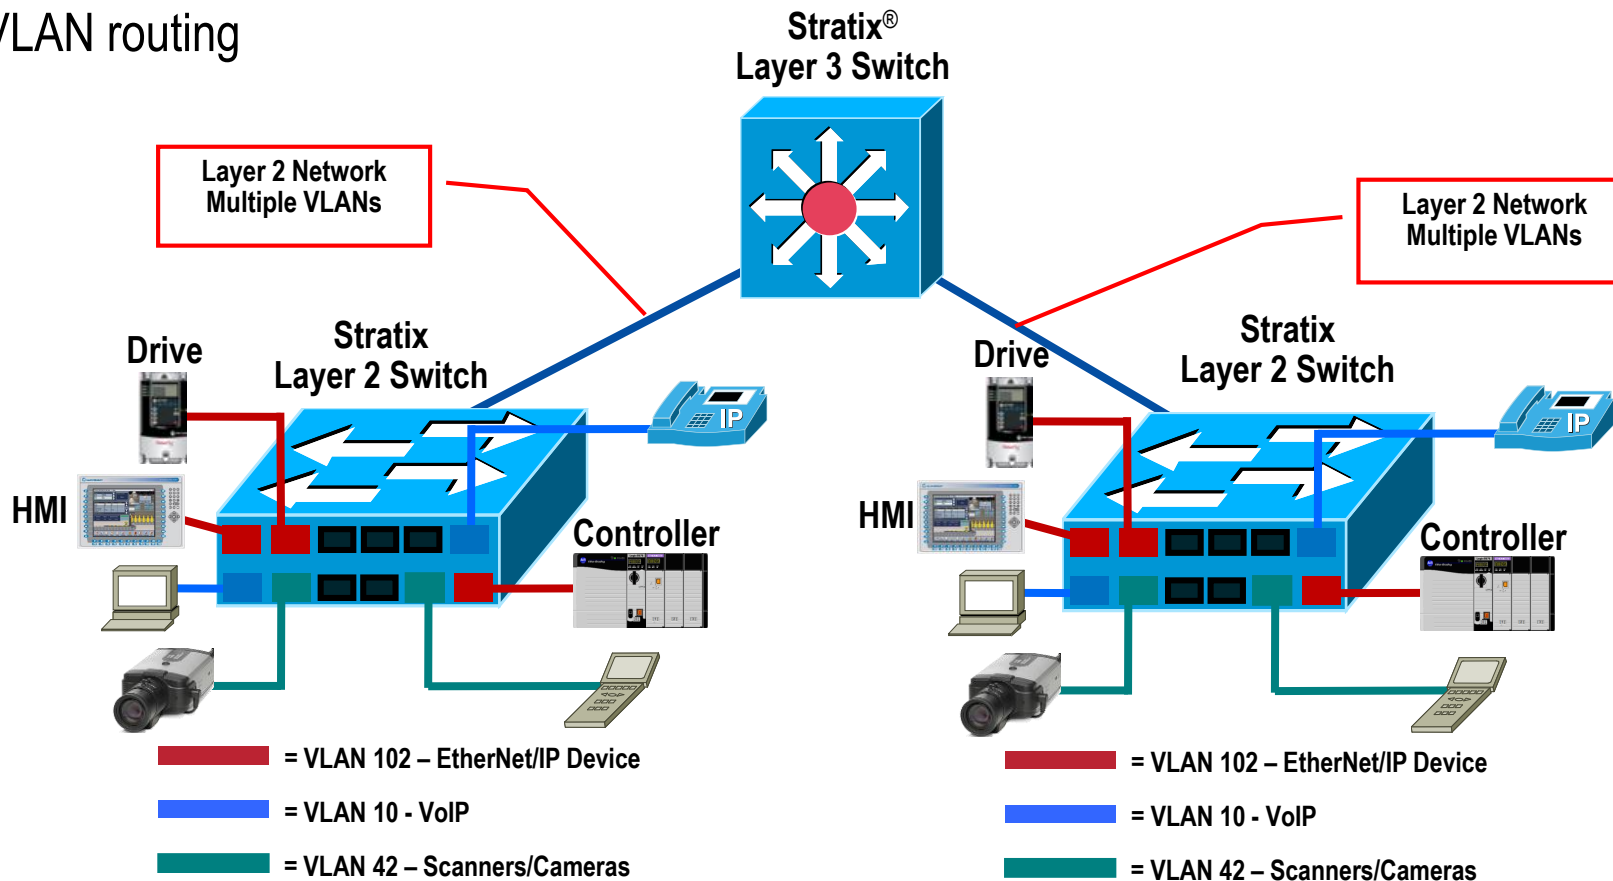 VLAN routing
Stratix®
Layer 3 Switch
Layer 2 Network
Multiple VLANs
Layer 2 Network
Multiple VLANs
Drive
Stratix
Layer 2 Switch
IP
HMI
Controller
= VLAN 102 – EtherNet/IP Device
= VLAN 10 - VoIP
= VLAN 42 – Scanners/Cameras
Drive
Stratix
Layer 2 Switch
IP
HMI
Controller
= VLAN 102 – EtherNet/IP Device
= VLAN 10 - VoIP
= VLAN 42 – Scanners/Cameras